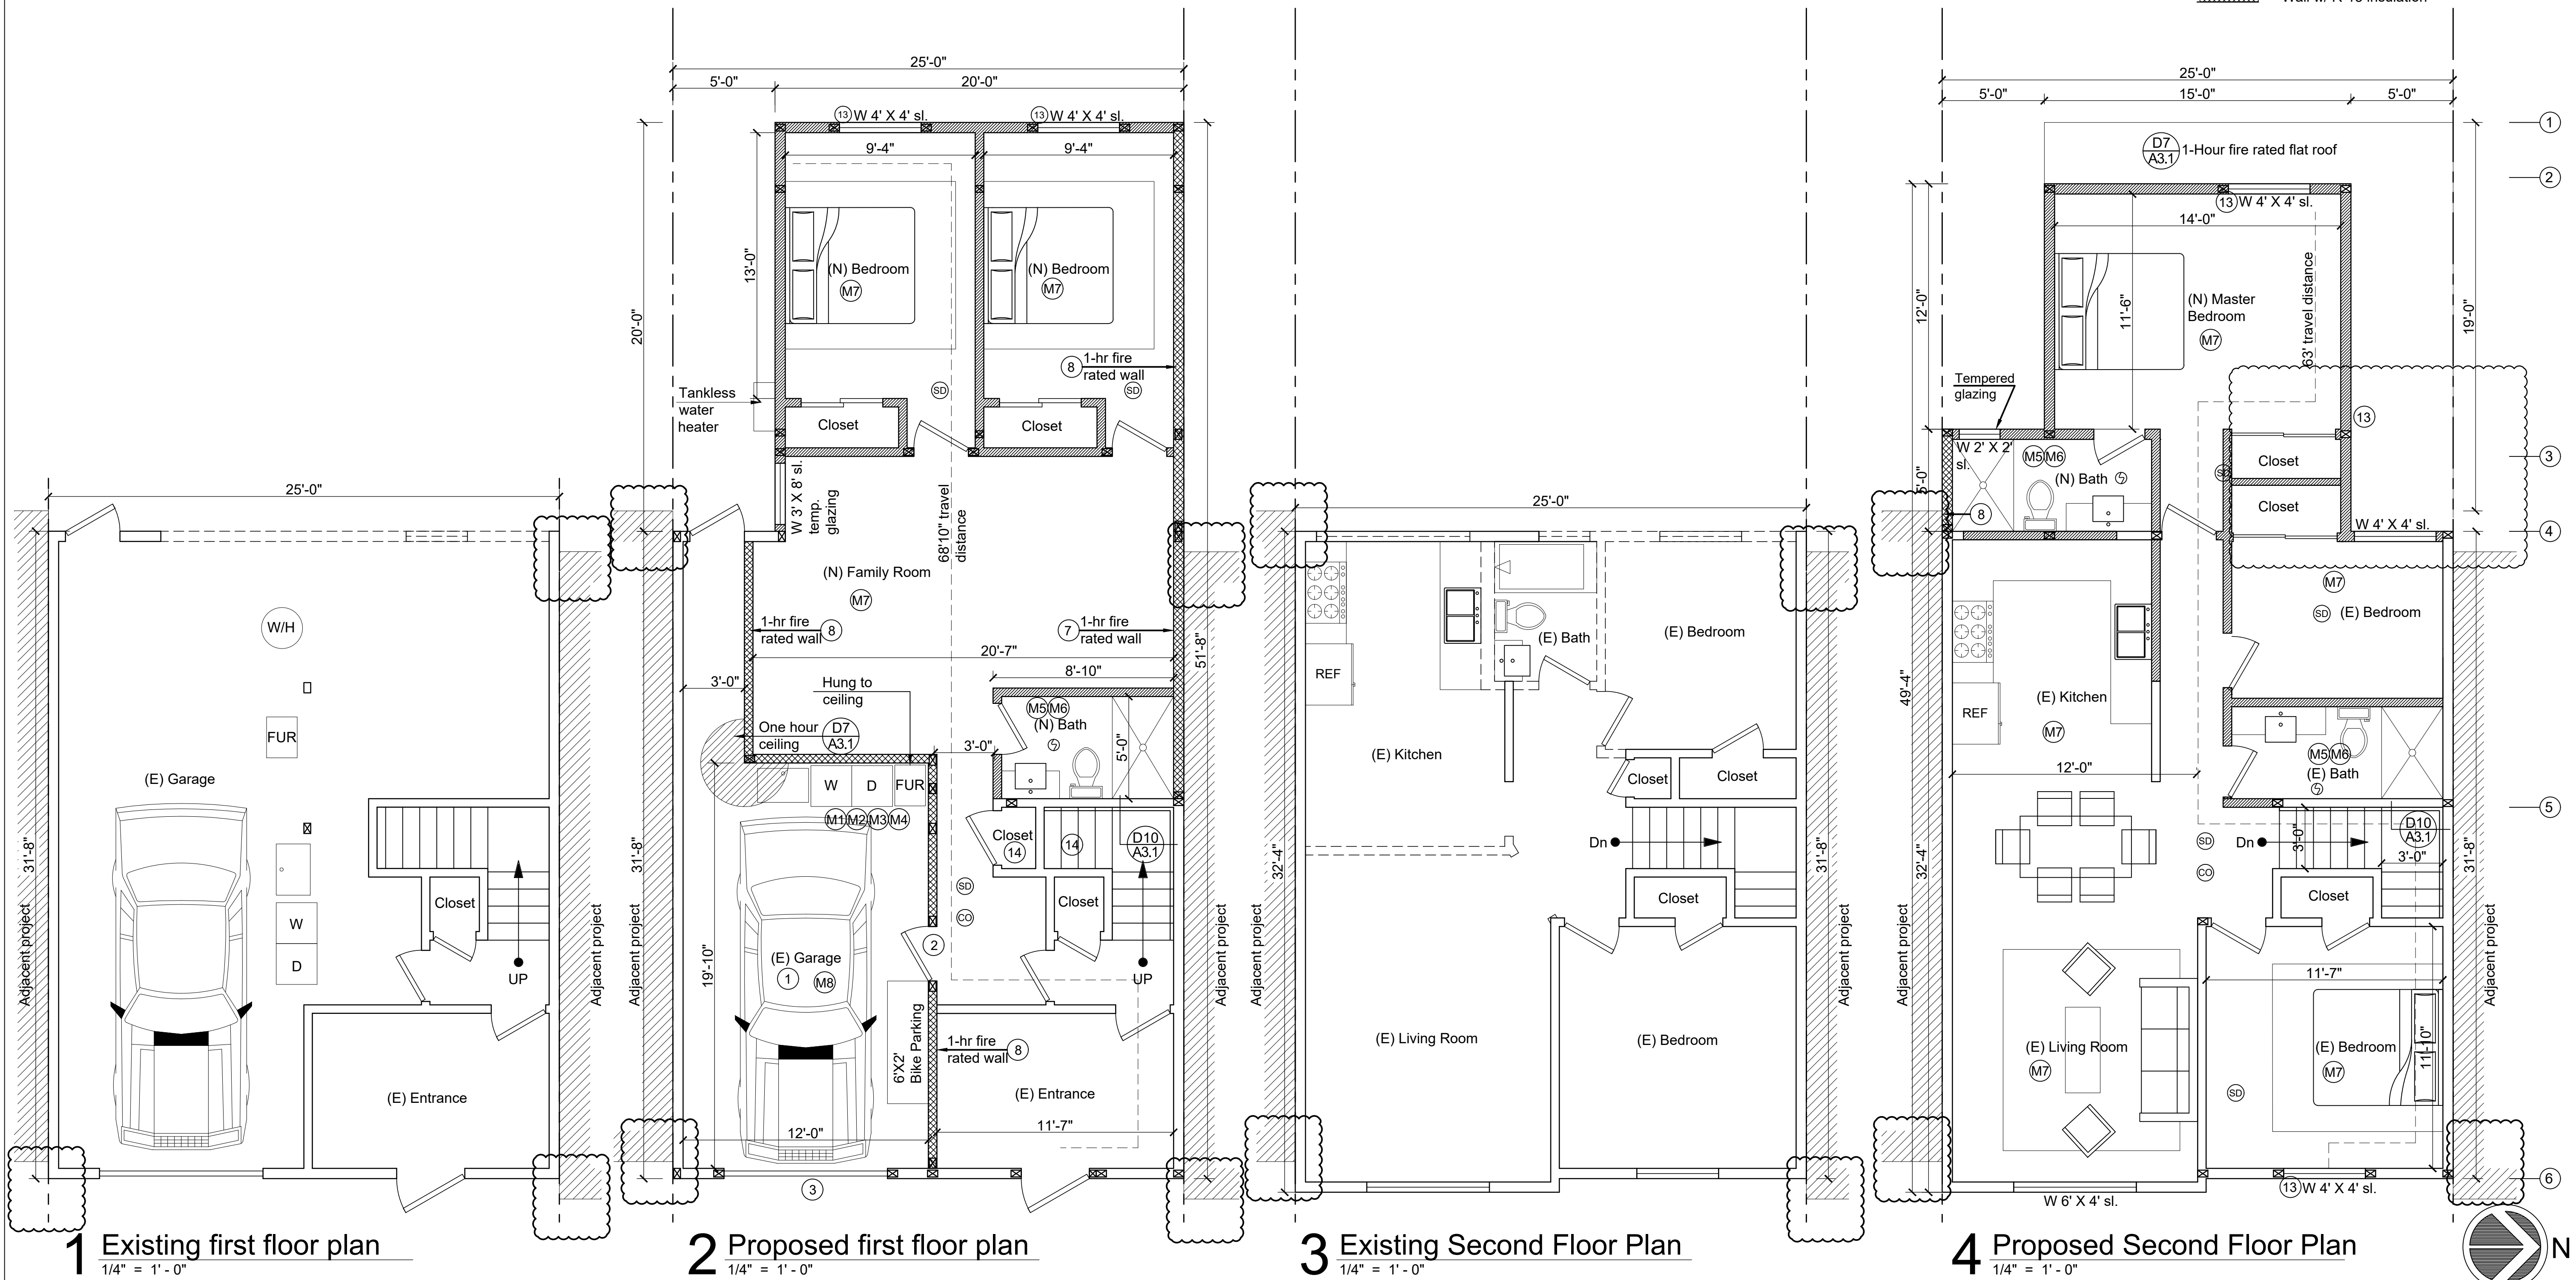 25'-0"
(E) Garage
W/H
FUR
W
D
Closet
UP
(E) Entrance
31'-8"
Adjacent project
Adjacent project
1 Existing first floor plan
1/4" = 1' - 0"
25'-0"
5'-0"
20'-0"
13 W 4' X 4' sl.
13 W 4' X 4' sl.
9'-4"
9'-4"
13'-0"
20'-0"
(N) Bedroom
M7
(N) Bedroom
M7
8 1-hr fire
rated wall
SD
SD
Tankless
water
heater
Closet
Closet
W 3' X 8' sl.
temp.
glazing
68'10" travel
distance
(N) Family Room
M7
1-hr fire
rated wall 8
7 1-hr fire
rated wall
20'-7"
8'-10"
51'-8"
3'-0"
Hung to
ceiling
One hour
ceiling
D7
A3.1
M5 M6
(N) Bath
3'-0"
5'-0"
W
D
FUR
M1 M2 M3 M4
Closet
14
14
D10
A3.1
SD
CO
Closet
UP
31'-8"
19'-10"
(E) Garage
1
M8
2
6'X2'
Bike Parking
1-hr fire
rated wall 8
(E) Entrance
12'-0"
11'-7"
3
Adjacent project
Adjacent project
2 Proposed first floor plan
1/4" = 1' - 0"
25'-0"
REF
(E) Bath
(E) Bedroom
(E) Kitchen
Closet
Closet
Dn
Closet
32'-4"
31'-8"
(E) Living Room
(E) Bedroom
Adjacent project
Adjacent project
3 Existing Second Floor Plan
1/4" = 1' - 0"
25'-0"
5'-0"
15'-0"
5'-0"
D7
A3.1
1-Hour fire rated flat roof
13 W 4' X 4' sl.
14'-0"
12'-0"
11'-6"
(N) Master
Bedroom
M7
63' travel distance
19'-0"
Tempered
glazing
13
W 2' X 2'
sl.
M5 M6
(N) Bath
SD
Closet
Closet
5'-0"
8
W 4' X 4' sl.
M7
SD
(E) Bedroom
49'-4"
(E) Kitchen
REF
M7
12'-0"
M5 M6
(E) Bath
D10
A3.1
SD
CO
Dn
3'-0"
3'-0"
Closet
32'-4"
31'-8"
11'-7"
11'-10"
(E) Living Room
M7
(E) Bedroom
M7
SD
13 W 4' X 4' sl.
W 6' X 4' sl.
Adjacent project
Adjacent project
1
2
3
4
5
6
4 Proposed Second Floor Plan
1/4" = 1' - 0"
N